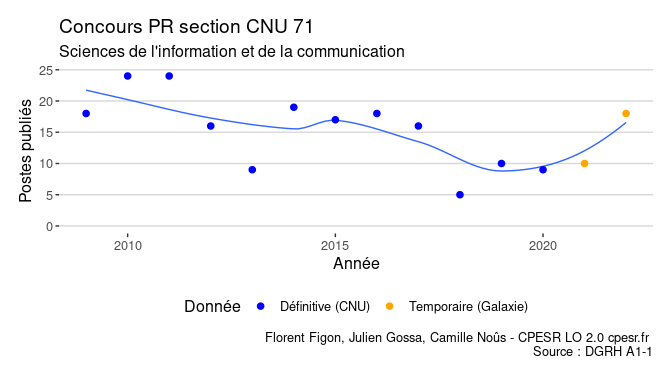 Concours PR section CNU 71
Sciences de l'information et de la communication
Postes publiés
25
20
15
10
5
0
2010
2015
2020
Année
Donnée
Définitive (CNU)
Temporaire (Galaxie)
Florent Figon, Julien Gossa, Camille Noûs - CPESR LO 2.0 cpesr.fr
Source : DGRH A1-1